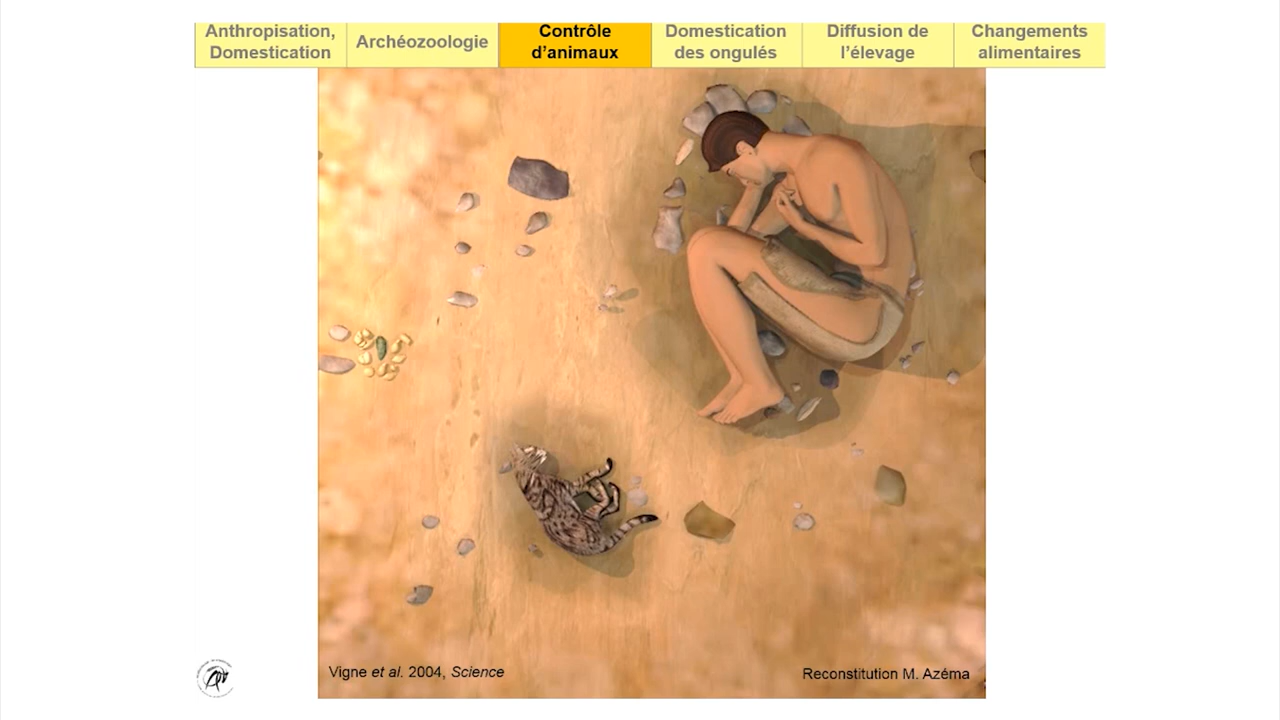 Anthropisation,
Domestication
Archéozoologie
Contrôle
d’animaux
Domestication
des ongulés
Diffusion de
l’élevage
Changements
alimentaires
Vigne et al. 2004, Science
Reconstitution M. Azéma